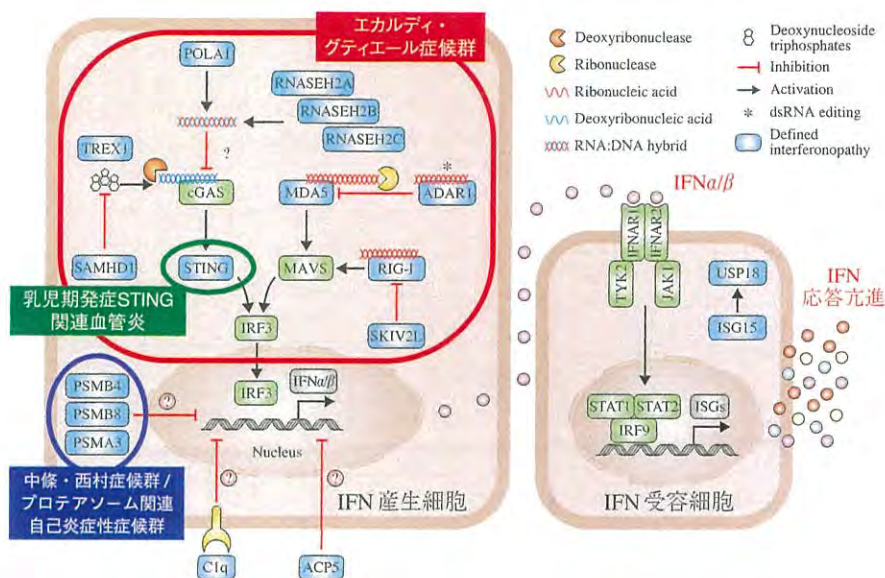 エカルディ・
グティエール症候群
POLA1
RNASEH2A
RNASEH2B
RNASEH2C
?
TREX1
cGAS
MDA5
*
ADAR1
SAMHD1
STING
MAVS
RIG-I
乳児期発症STING
関連血管炎
IRF3
SKIV2L
PSMB4
PSMB8
PSMA3
?
IRF3
IFNα/β
Nucleus
中條・西村症候群/
プロテアソーム関連
自己炎症性症候群
?
?
IFN 産生細胞
C1q
ACP5
Deoxyribonuclease
Ribonuclease
Ribonucleic acid
Deoxyribonucleic acid
RNA:DNA hybrid
Deoxynucleoside
triphosphates
Inhibition
Activation
* dsRNA editing
Defined
interferonopathy
IFNα/β
IFNAR1
IFNAR2
TYK2
JAK1
USP18
ISG15
IFN
応答亢進
STAT1
STAT2
ISGs
IRF9
IFN 受容細胞